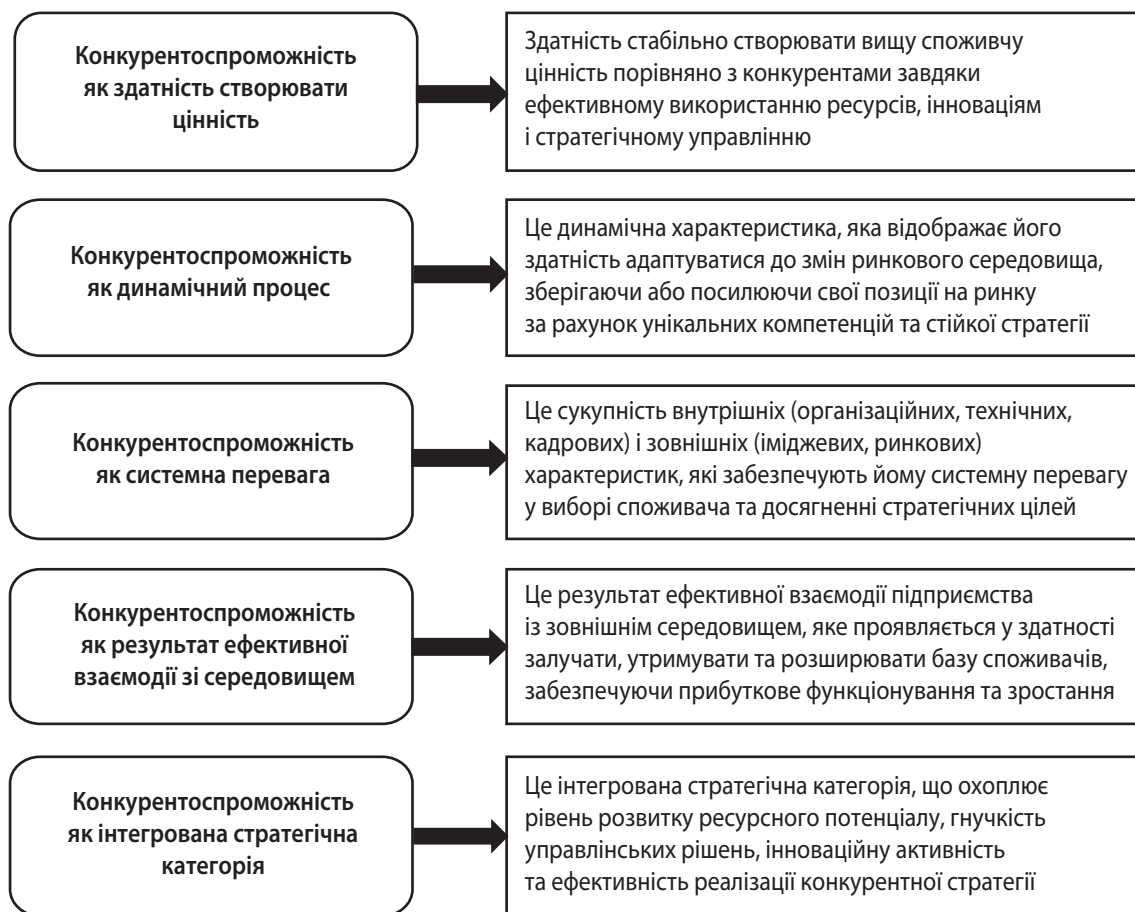 Конкурентоспроможність
як здатність створювати
цінність
Здатність стабільно створювати вищу споживчу
цінність порівняно з конкурентами завдяки
ефективному використанню ресурсів, інноваціям
і стратегічному управлінню
Конкурентоспроможність
як динамічний процес
Це динамічна характеристика, яка відображає його
здатність адаптуватися до змін ринкового середовища,
зберігаючи або посилюючи свої позиції на ринку
за рахунок унікальних компетенцій та стійкої стратегії
Конкурентоспроможність
як системна перевага
Це сукупність внутрішніх (організаційних, технічних,
кадрових) і зовнішніх (іміджевих, ринкових)
характеристик, які забезпечують йому системну перевагу
у виборі споживача та досягненні стратегічних цілей
Конкурентоспроможність
як результат ефективної
взаємодії зі середовищем
Це результат ефективної взаємодії підприємства
із зовнішнім середовищем, яке проявляється у здатності
залучати, утримувати та розширювати базу споживачів,
забезпечуючи прибуткове функціонування та зростання
Конкурентоспроможність
як інтегрована стратегічна
категорія
Це інтегрована стратегічна категорія, що охоплює
рівень розвитку ресурсного потенціалу, гнучкість
управлінських рішень, інноваційну активність
та ефективність реалізації конкурентної стратегії